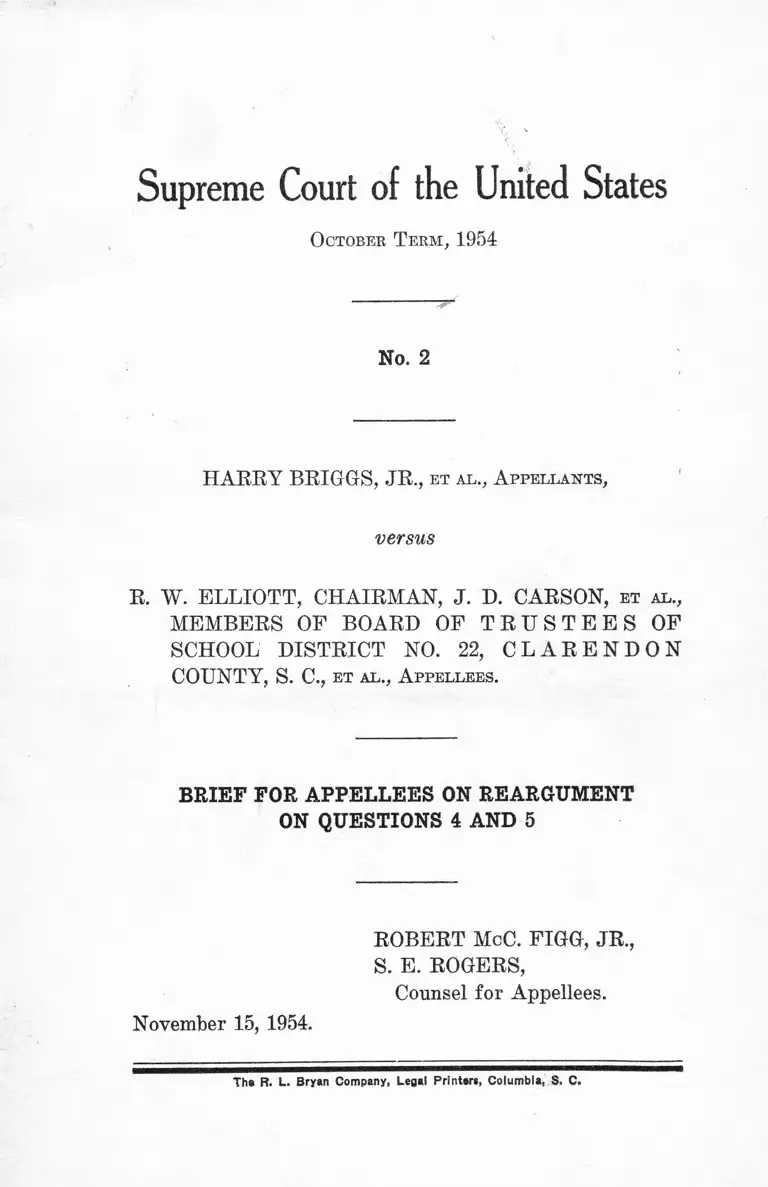 Supreme Court of the United States
OCTOBER TERM, 1954
No. 2
HARRY BRIGGS, JR., ET AL., APPELLANTS,
versus
R. W. ELLIOTT, CHAIRMAN, J. D. CARSON, ET AL.,
MEMBERS OF BOARD OF TRUSTEES OF
SCHOOL DISTRICT NO. 22, CLARENDON
COUNTY, S. C., ET AL., APPELLEES.
BRIEF FOR APPELLEES ON REARGUMENT
ON QUESTIONS 4 AND 5
ROBERT McC. FIGG, JR.,
S. E. ROGERS,
Counsel for Appellees.
November 15, 1954.
The R. L. Bryan Company, Legal Printers, Columbia, S. C.